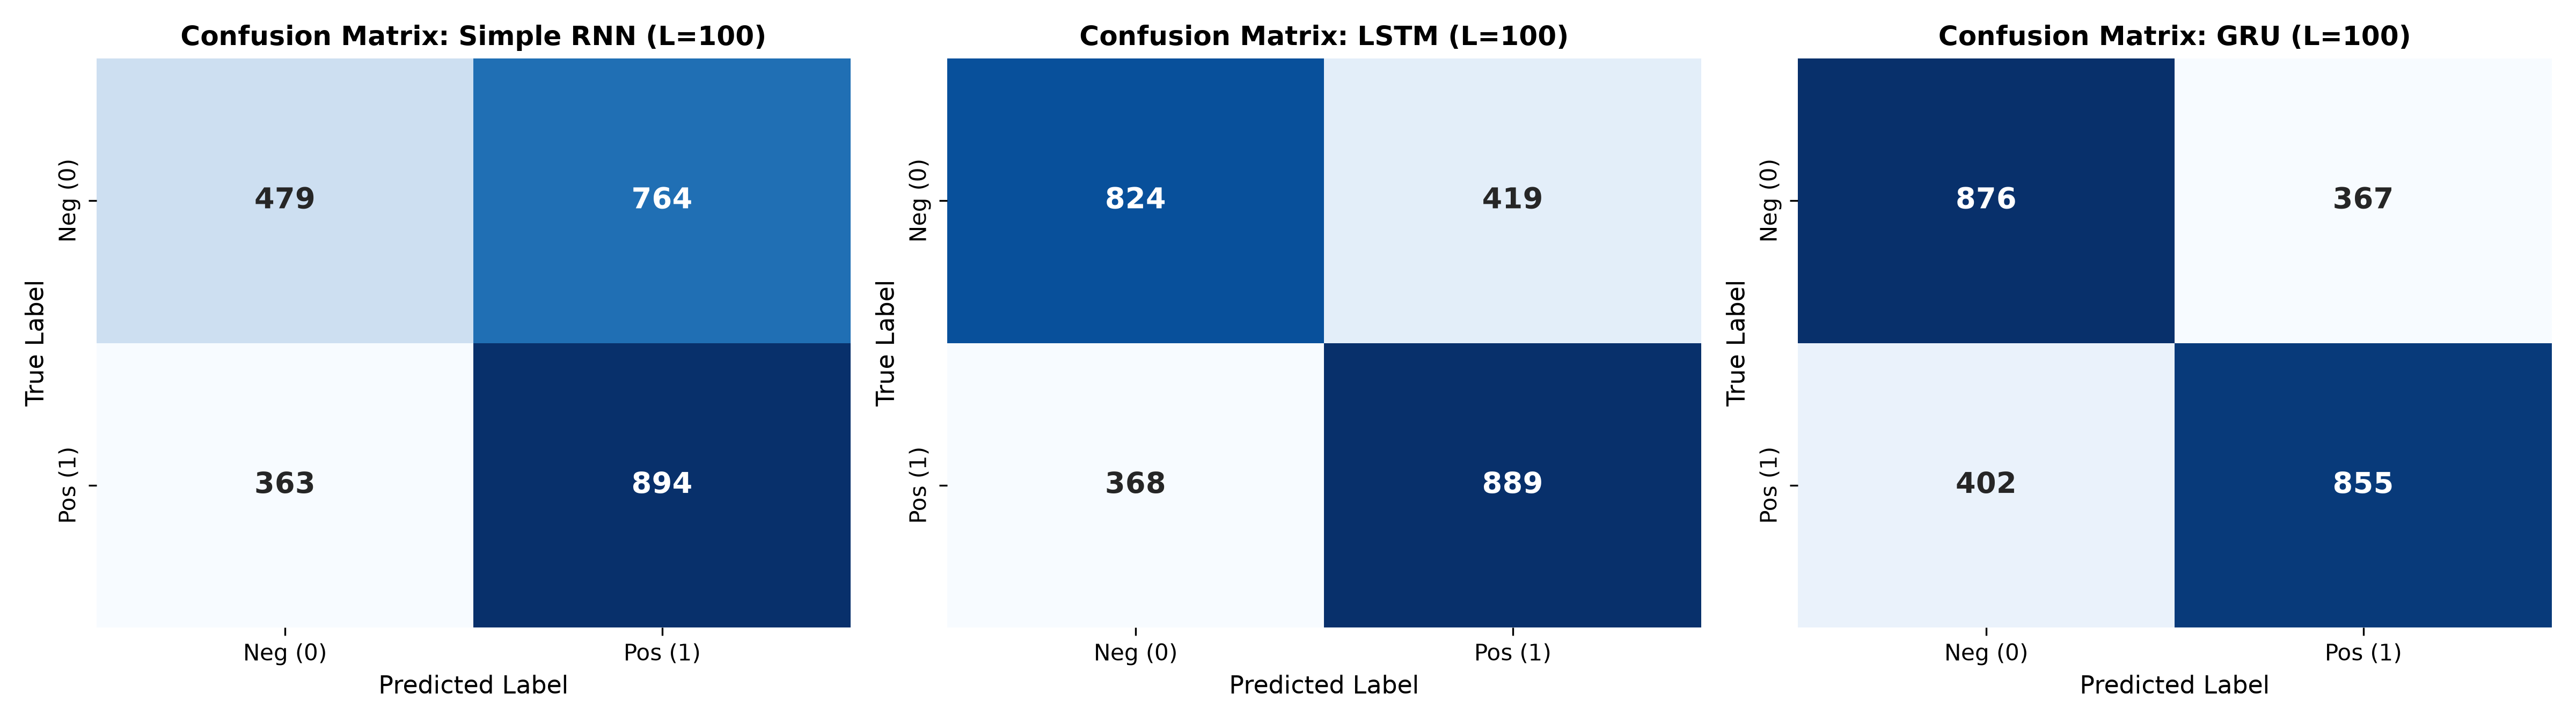 Confusion Matrix: Simple RNN (L=100)
True Label
Neg (0)
479
764
Pos (1)
363
894
Neg (0)
Pos (1)
Predicted Label
Confusion Matrix: LSTM (L=100)
True Label
Neg (0)
824
419
Pos (1)
368
889
Neg (0)
Pos (1)
Predicted Label
Confusion Matrix: GRU (L=100)
True Label
Neg (0)
876
367
Pos (1)
402
855
Neg (0)
Pos (1)
Predicted Label